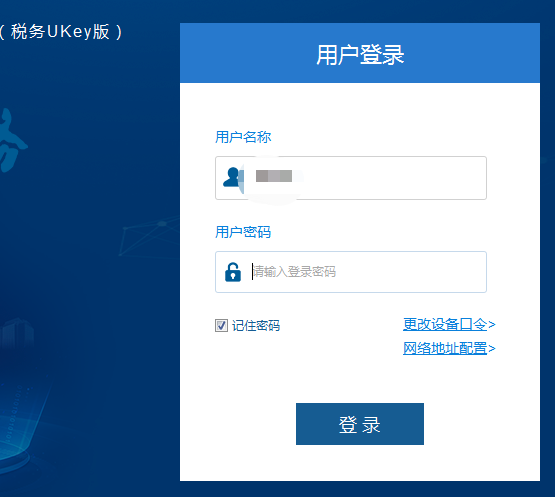 ( 税务UKey版 )
用户登录
用户名称
用户密码
请输入登录密码
记住密码
更改设备口令>
网络地址配置>
登 录